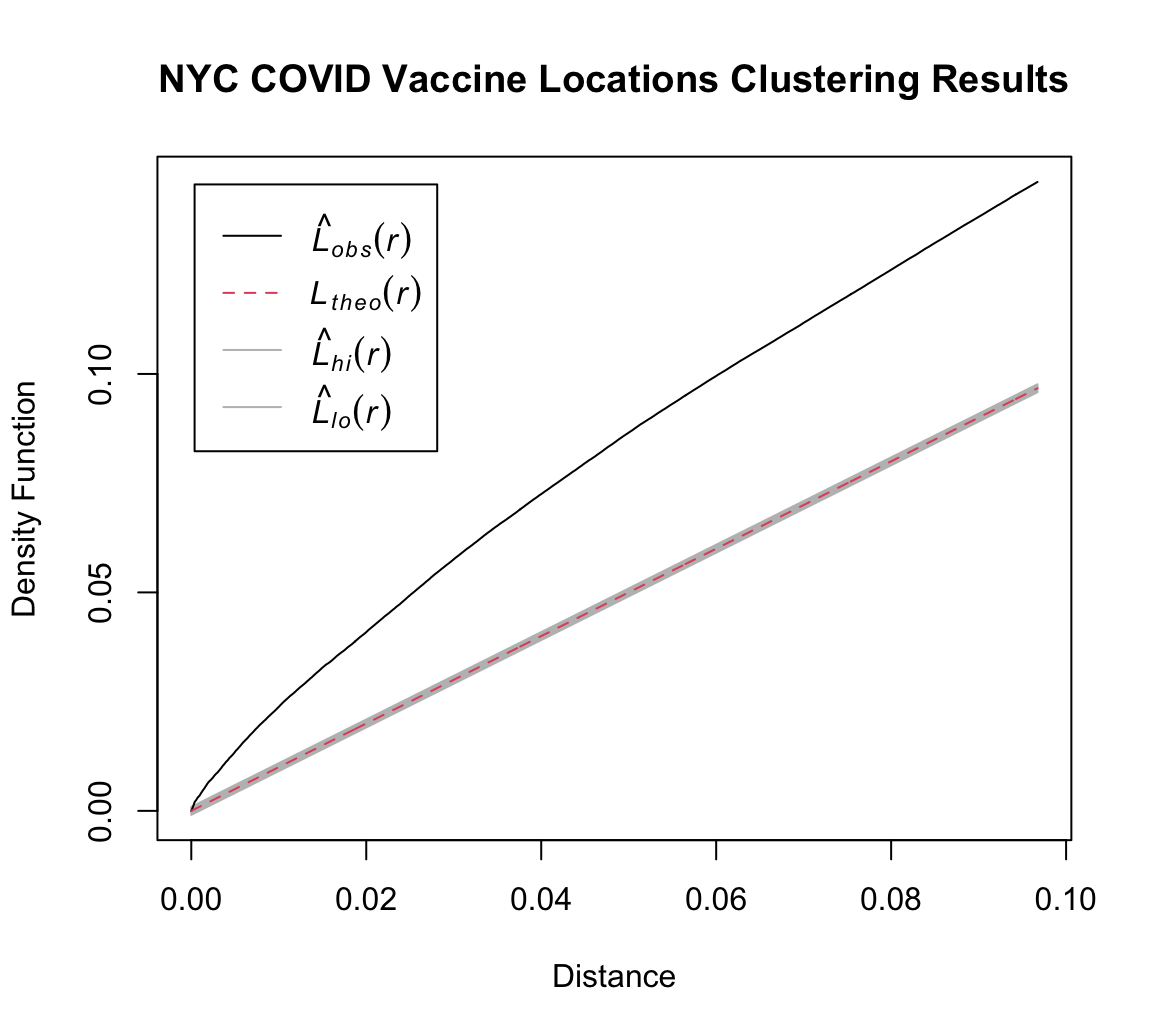 NYC COVID Vaccine Locations Clustering Results
L̂obs(r)
Ltheo(r)
L̂hi(r)
L̂lo(r)
Density Function
0.10
0.05
0.00
0.00 0.02 0.04 0.06 0.08 0.10
Distance